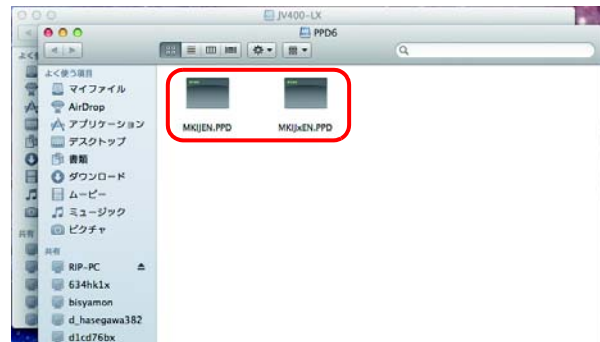 JV400-LX
PPD6
よく使う項目
マイファイル
AirDrop
アプリケーション
デスクトップ
書類
ダウンロード
ムービー
ミュージック
ピクチャ
共有
RIP-PC
634hk1x
bisyamon
d_hasegawa382
d1cd76bx
MKIJEN.PPD
MKIJxEN.PPD